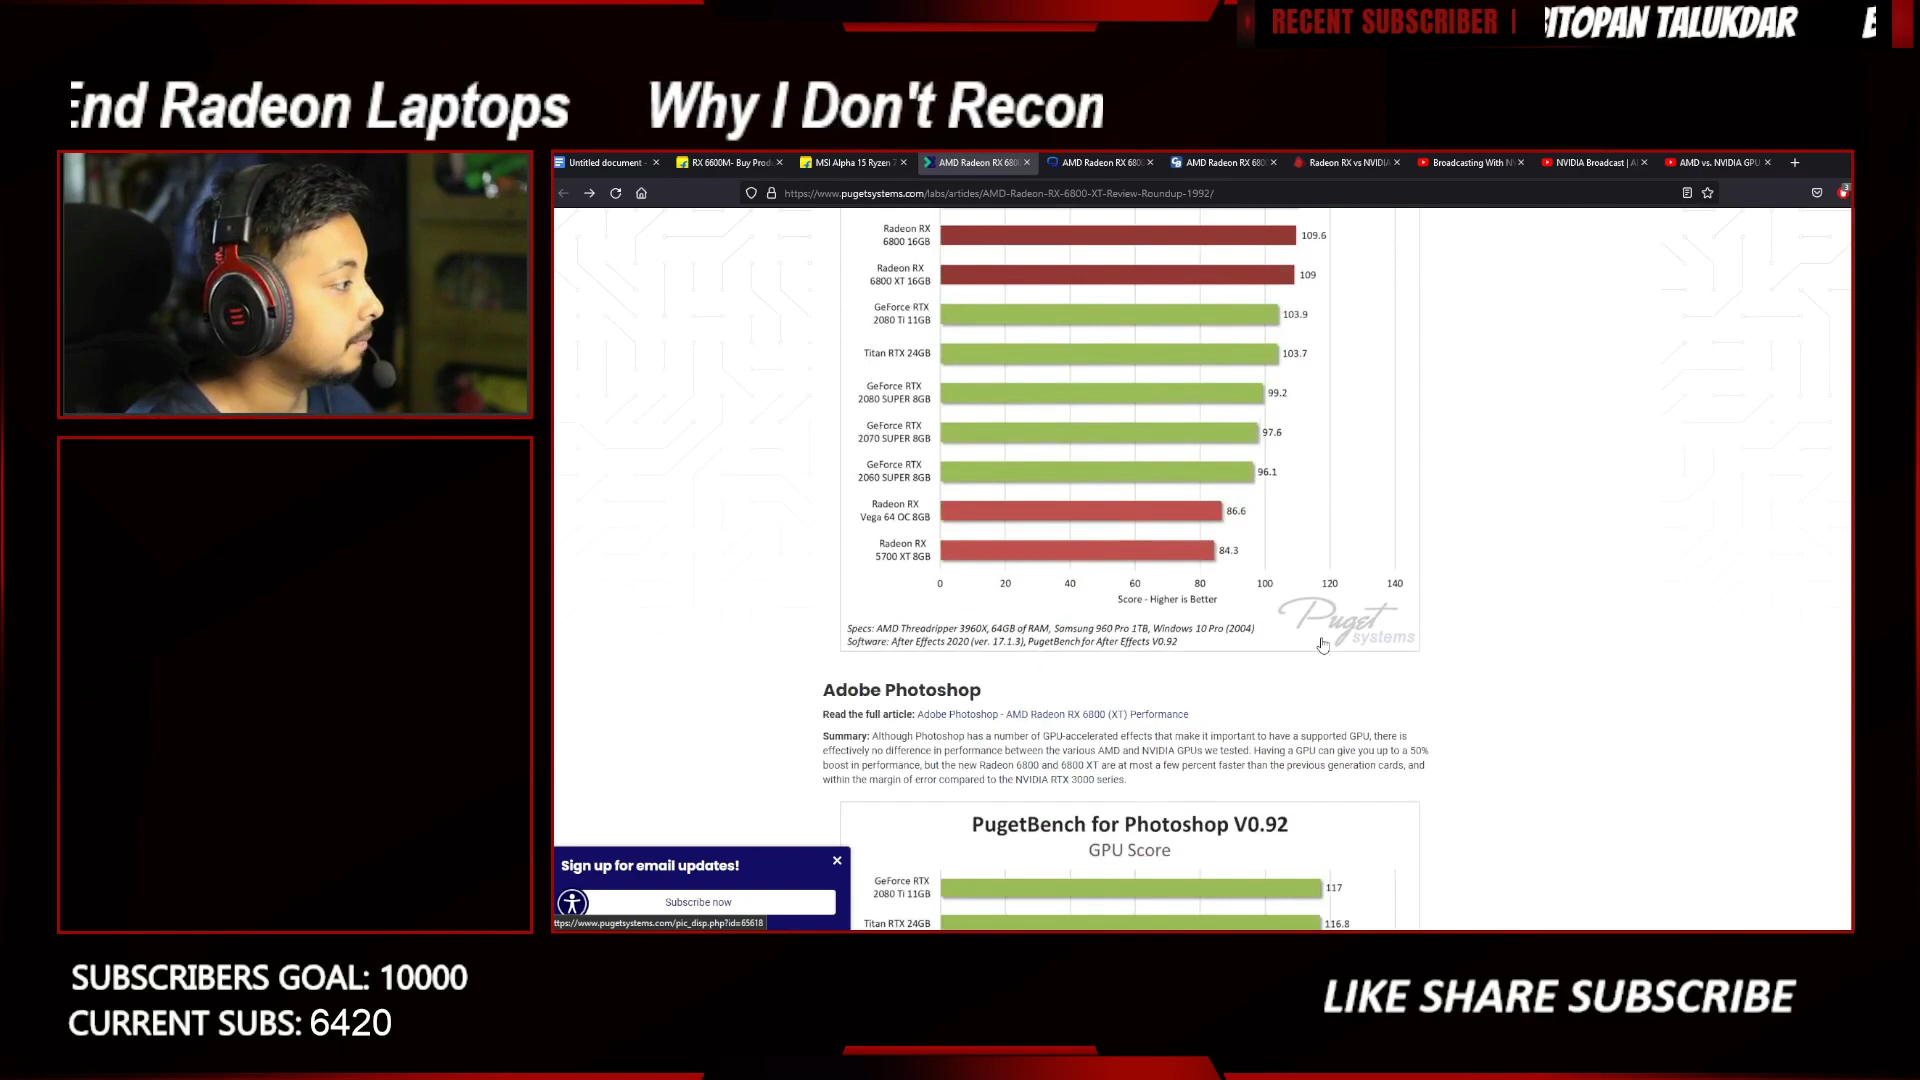 RECENT SUBSCRIBER |
BITOPAN TALUKDAR
End Radeon Laptops
Why I Don't Recon
Untitled document -
RX 6600M- Buy Prod
MSI Alpha 15 Ryzen 7
AMD Radeon RX 680
AMD Radeon RX 680
AMD Radeon RX 680
Radeon RX vs NVIDIA
Broadcasting With N
NVIDIA Broadcast | A
AMD vs. NVIDIA GPU
https://www.pugetsystems.com/labs/articles/AMD-Radeon-RX-6800-XT-Review-Roundup-1992/
3
Radeon RX
6800 16GB
109.6
Radeon RX
6800 XT 16GB
109
GeForce RTX
2080 Ti 11GB
103.9
Titan RTX 24GB
103.7
GeForce RTX
2080 SUPER 8GB
99.2
GeForce RTX
2070 SUPER 8GB
97.6
GeForce RTX
2060 SUPER 8GB
96.1
Radeon RX
Vega 64 OC 8GB
86.6
Radeon RX
5700 XT 8GB
84.3
0 20 40 60 80 100 120 140
Score - Higher is Better
Specs: AMD Threadripper 3960X, 64GB of RAM, Samsung 960 Pro 1TB, Windows 10 Pro (2004)
Software: After Effects 2020 (ver. 17.1.3), PugetBench for After Effects V0.92
Puget
systems
Adobe Photoshop
Read the full article: Adobe Photoshop - AMD Radeon RX 6800 (XT) Performance
Summary: Although Photoshop has a number of GPU-accelerated effects that make it important to have a supported GPU, there is
effectively no difference in performance between the various AMD and NVIDIA GPUs we tested. Having a GPU can give you up to a 50%
boost in performance, but the new Radeon 6800 and 6800 XT are at most a few percent faster than the previous generation cards, and
within the margin of error compared to the NVIDIA RTX 3000 series.
PugetBench for Photoshop V0.92
GPU Score
GeForce RTX
2080 Ti 11GB
117
Titan RTX 24GB
116.8
Sign up for email updates!
Subscribe now
ttps://www.pugetsystems.com/pic_disp.php?id=65618
SUBSCRIBERS GOAL: 10000
CURRENT SUBS: 6420
LIKE SHARE SUBSCRIBE